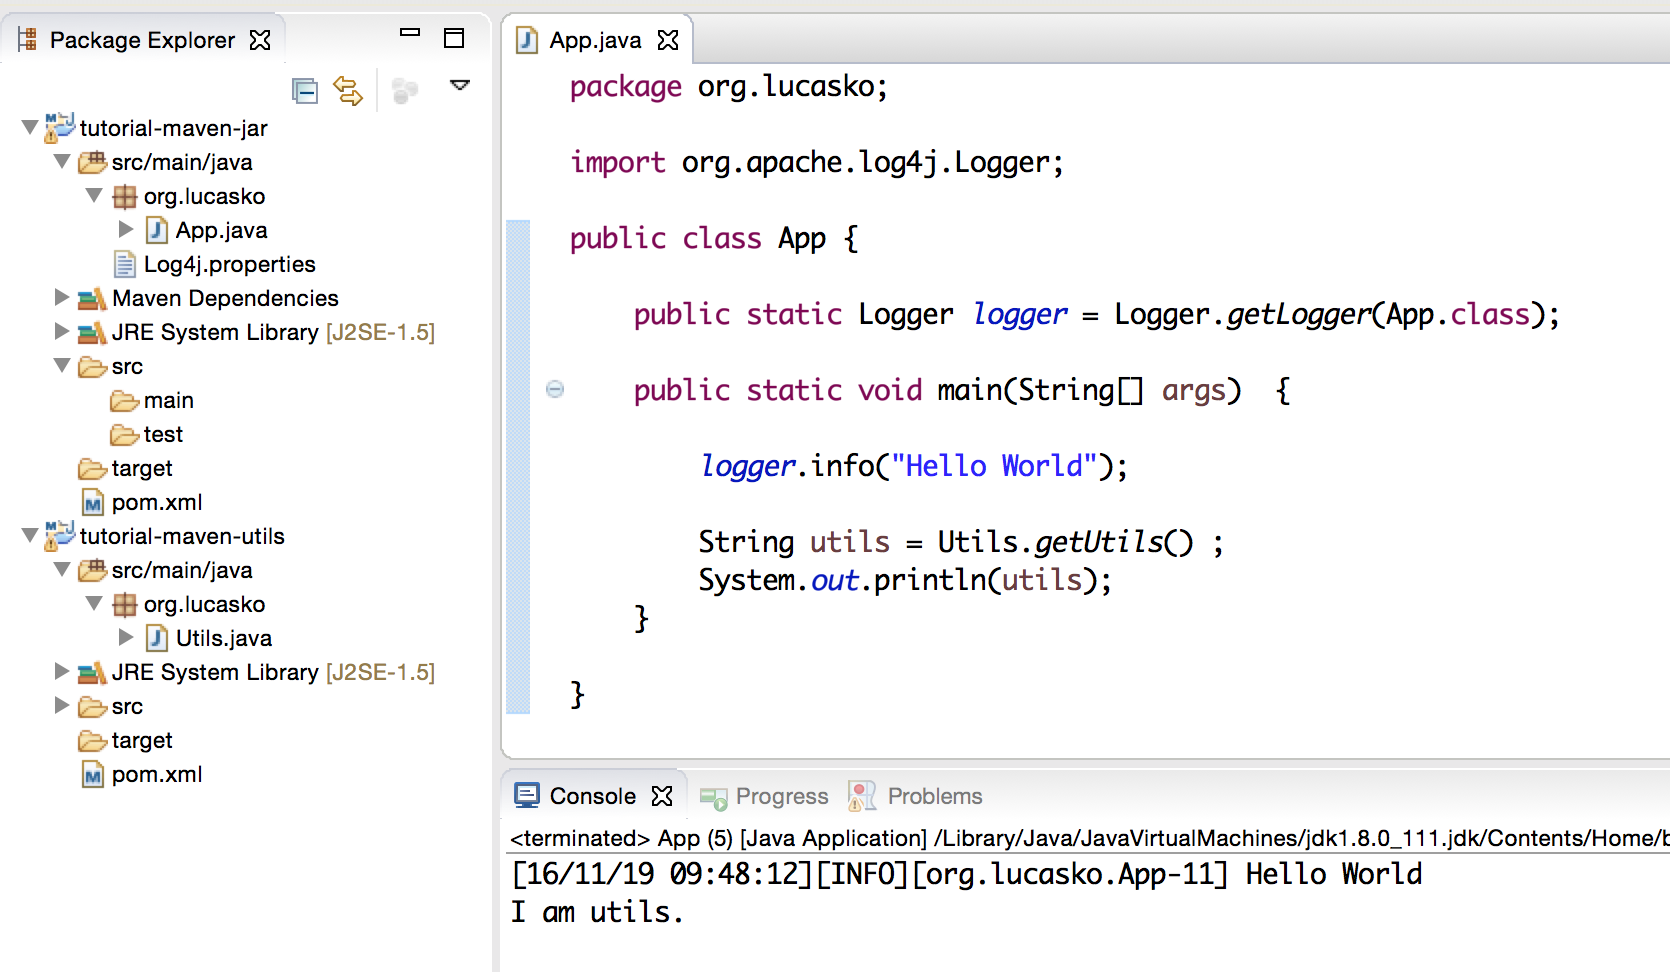 Package Explorer
tutorial-maven-jar
src/main/java
org.lucasko
App.java
Log4j.properties
Maven Dependencies
JRE System Library [J2SE-1.5]
src
main
test
target
pom.xml
tutorial-maven-utils
src/main/java
org.lucasko
Utils.java
JRE System Library [J2SE-1.5]
src
target
pom.xml
App.java
package org.lucasko;
import org.apache.log4j.Logger;
public class App {
public static Logger logger = Logger.getLogger(App.class);
public static void main(String[] args)  {
logger.info("Hello World");
String utils = Utils.getUtils() ;
System.out.println(utils);
}
}
Console Progress Problems
<terminated> App (5) [Java Application] /Library/Java/JavaVirtualMachines/jdk1.8.0_111.jdk/Contents/Home/b
[16/11/19 09:48:12][INFO][org.lucasko.App-11] Hello World
I am utils.